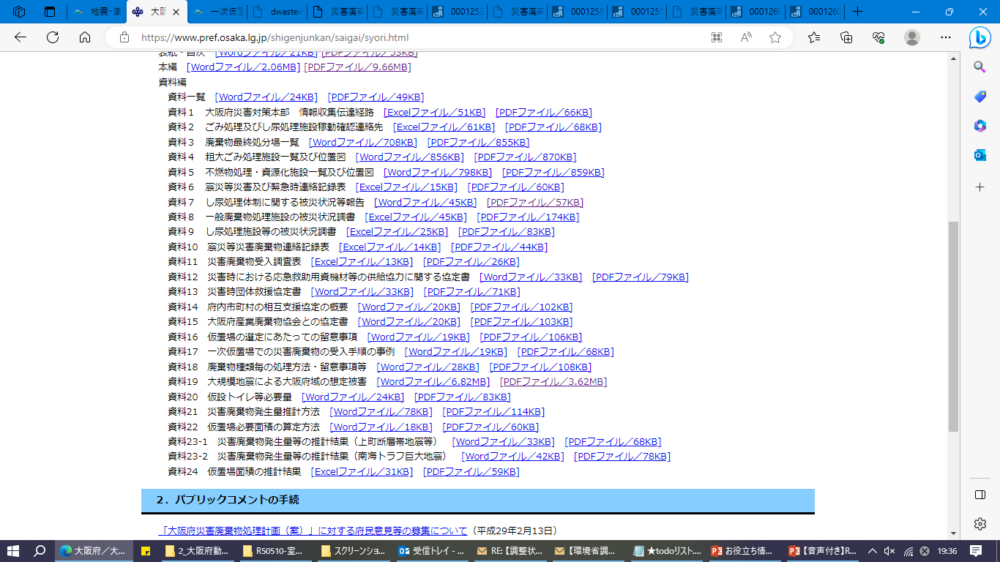 地震・津
大阪
一次仮置
dwastein
災害廃棄
災害廃棄
0001253
災害廃棄
0001255
0001255
災害廃棄
0001260
0001260
https://www.pref.osaka.lg.jp/shigenjunkan/saigai/syori.html
表紙・目次 [Wordファイル／21KB] [PDFファイル／53KB]
本編 [Wordファイル／2.06MB] [PDFファイル／9.66MB]
資料編
資料一覧 [Wordファイル／24KB] [PDFファイル／49KB]
資料１ 大阪府災害対策本部 情報収集伝達経路 [Excelファイル／51KB] [PDFファイル／66KB]
資料２ ごみ処理及びし尿処理施設稼動確認連絡先 [Excelファイル／61KB] [PDFファイル／68KB]
資料３ 廃棄物最終処分場一覧 [Wordファイル／708KB] [PDFファイル／855KB]
資料４ 粗大ごみ処理施設一覧及び位置図 [Wordファイル／856KB] [PDFファイル／870KB]
資料５ 不燃物処理・資源化施設一覧及び位置図 [Wordファイル／798KB] [PDFファイル／859KB]
資料６ 震災等災害及び緊急時連絡記録表 [Excelファイル／15KB] [PDFファイル／60KB]
資料７ し尿処理体制に関する被災状況等報告 [Wordファイル／45KB] [PDFファイル／57KB]
資料８ 一般廃棄物処理施設の被災状況調書 [Excelファイル／45KB] [PDFファイル／174KB]
資料９ し尿処理施設等の被災状況調書 [Excelファイル／25KB] [PDFファイル／83KB]
資料10 震災等災害廃棄物連絡記録表 [Excelファイル／14KB] [PDFファイル／44KB]
資料11 災害廃棄物受入調査表 [Excelファイル／13KB] [PDFファイル／26KB]
資料12 災害時における応急救助用資機材等の供給協力に関する協定書 [Wordファイル／33KB] [PDFファイル／79KB]
資料13 災害時団体救援協定書 [Wordファイル／33KB] [PDFファイル／71KB]
資料14 府内市町村の相互支援協定の概要 [Wordファイル／20KB] [PDFファイル／102KB]
資料15 大阪府産業廃棄物協会との協定書 [Wordファイル／20KB] [PDFファイル／103KB]
資料16 仮置場の選定にあたっての留意事項 [Wordファイル／19KB] [PDFファイル／106KB]
資料17 一次仮置場での災害廃棄物の受入手順の事例 [Wordファイル／19KB] [PDFファイル／68KB]
資料18 廃棄物種類毎の処理方法・留意事項等 [Wordファイル／28KB] [PDFファイル／108KB]
資料19 大規模地震による大阪府域の想定被害 [Wordファイル／6.82MB] [PDFファイル／3.62MB]
資料20 仮設トイレ等必要量 [Wordファイル／24KB] [PDFファイル／83KB]
資料21 災害廃棄物発生量推計方法 [Wordファイル／78KB] [PDFファイル／114KB]
資料22 仮置場必要面積の算定方法 [Wordファイル／18KB] [PDFファイル／60KB]
資料23-1 災害廃棄物発生量等の推計結果（上町断層帯地震等） [Wordファイル／33KB] [PDFファイル／68KB]
資料23-2 災害廃棄物発生量等の推計結果（南海トラフ巨大地震） [Wordファイル／42KB] [PDFファイル／78KB]
資料24 仮置場面積の推計結果 [Excelファイル／31KB] [PDFファイル／59KB]
２．パブリックコメントの手続
「大阪府災害廃棄物処理計画（案）」に対する府民意見等の募集について（平成29年2月13日）
大阪府／大...
2_大阪府動...
R50510-室...
スクリーンショ...
受信トレイ - ...
RE:【調整状...
【環境省調...
★todoリスト...
お役立ち情...
【音声付き】R...
19:36